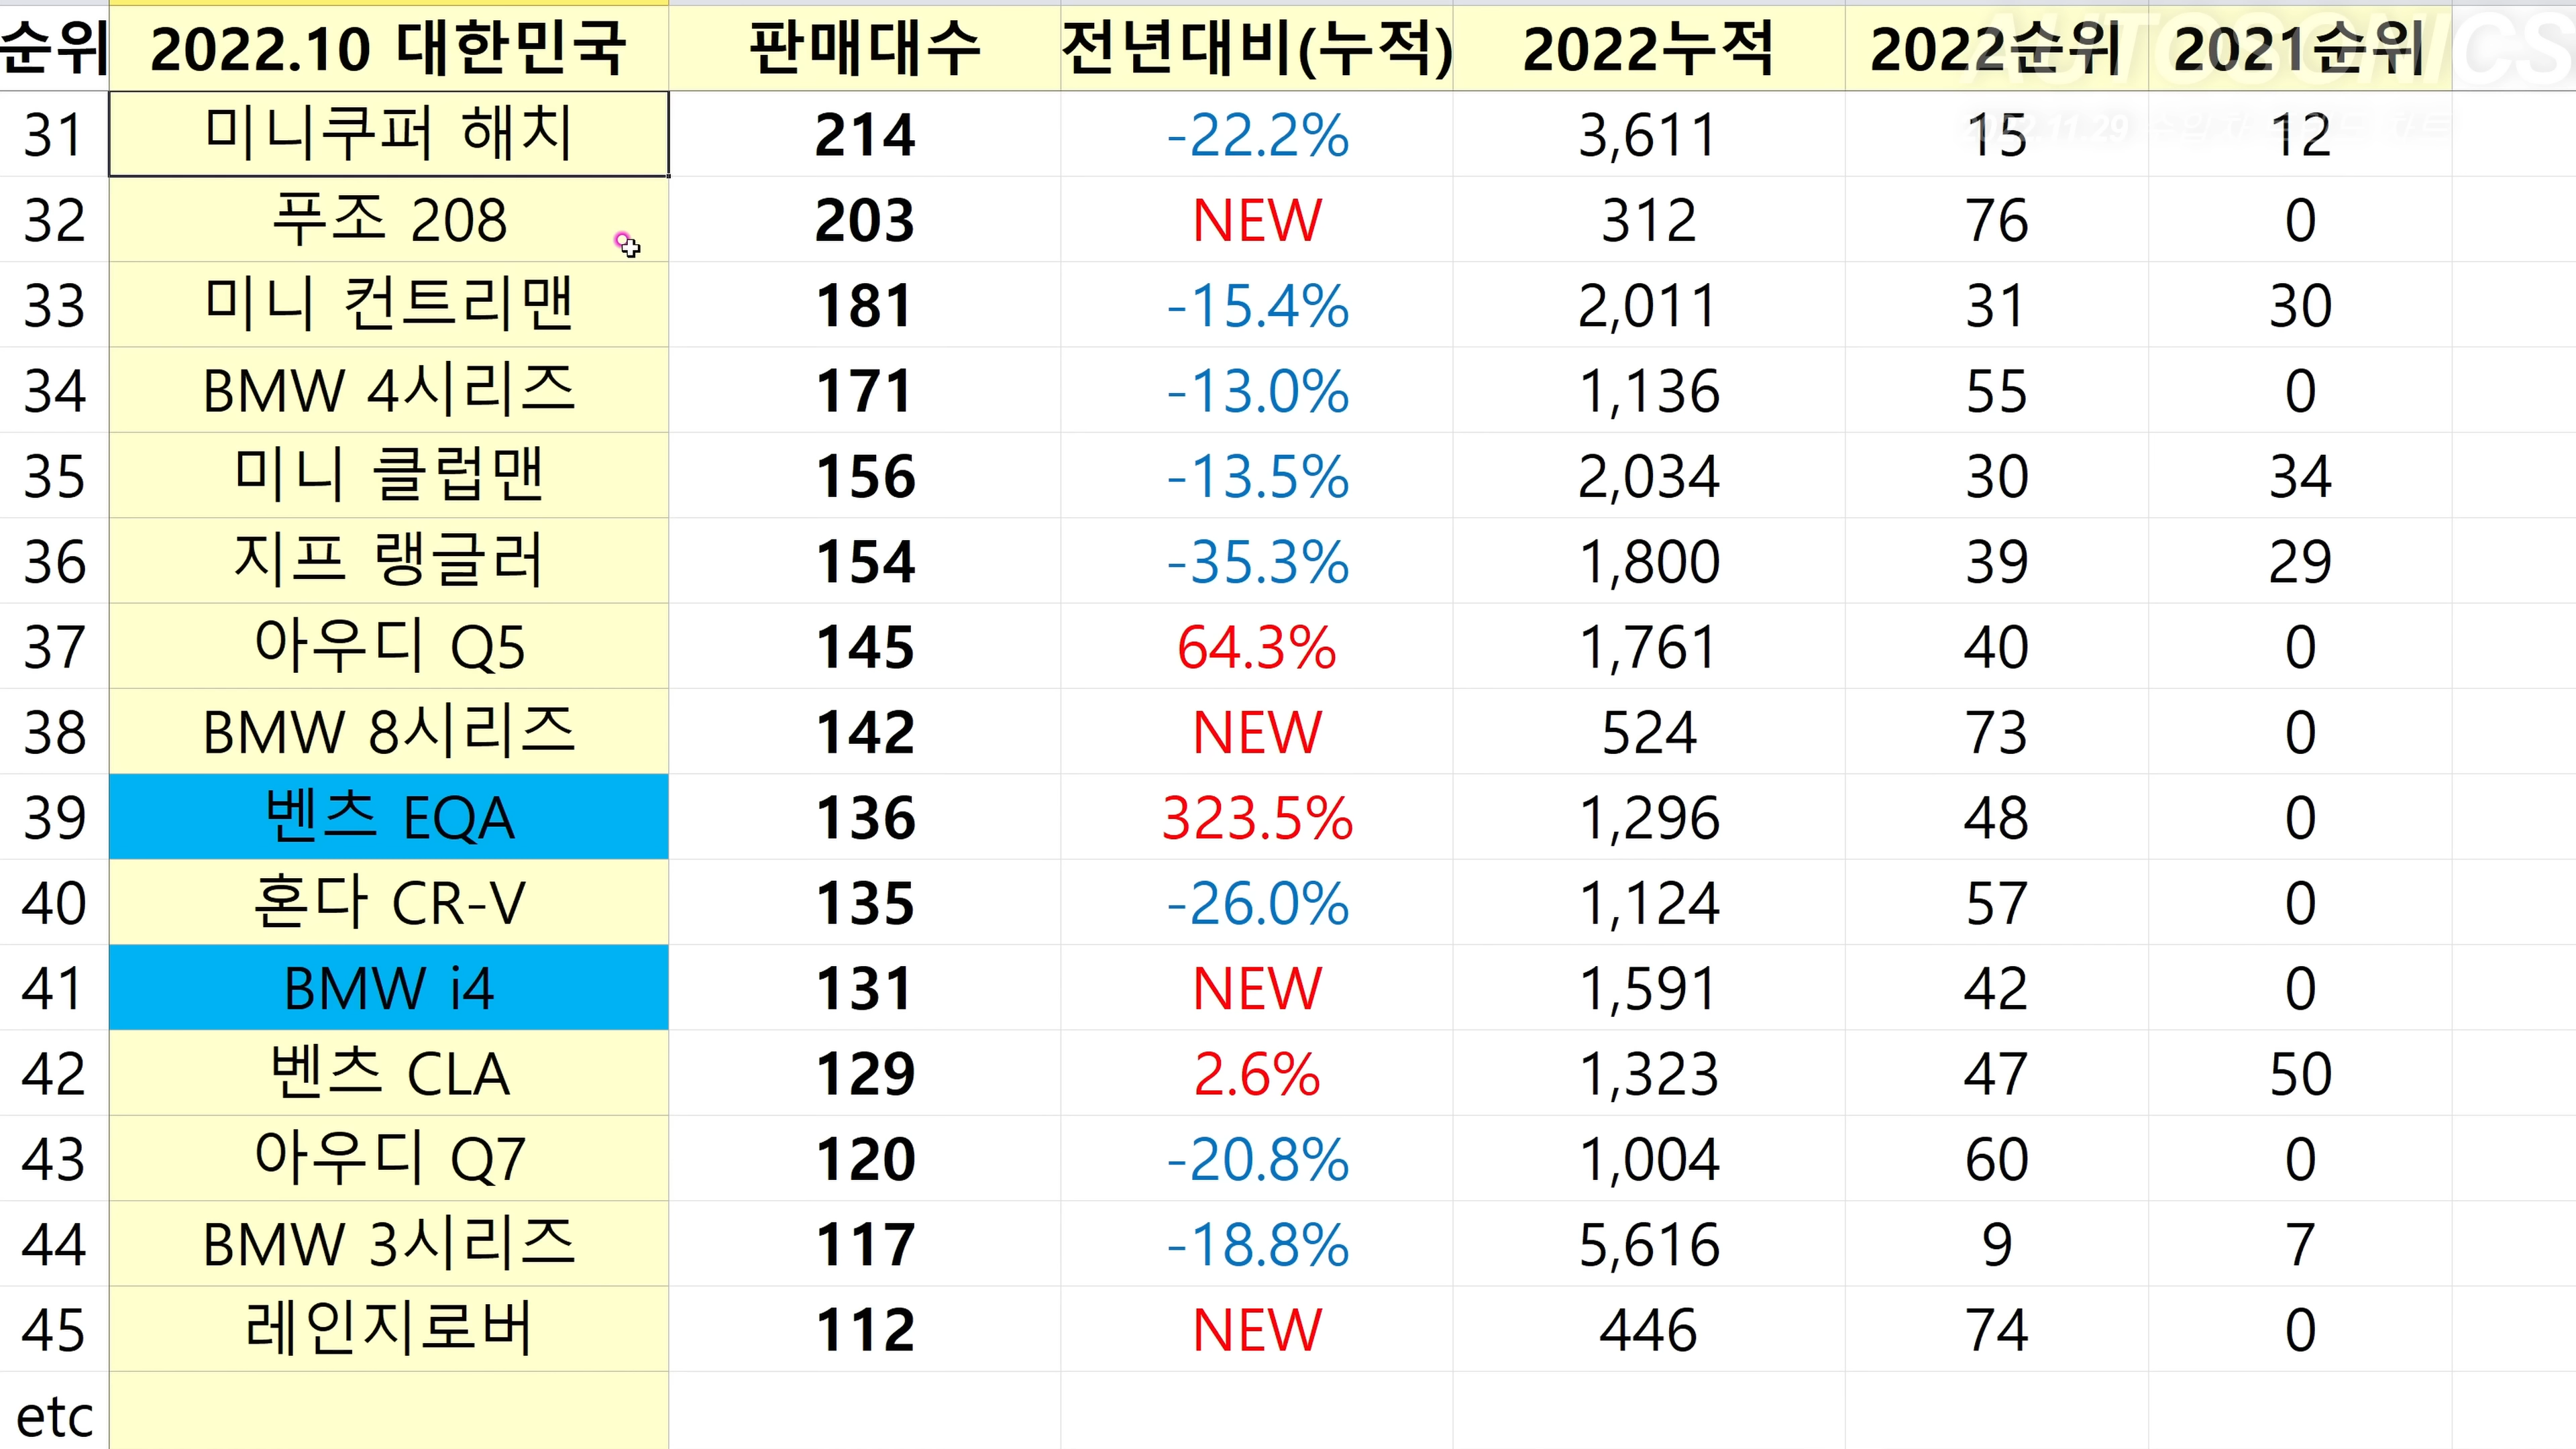 순위 2022.10 대한민국 판매대수 전년대비(누적) 2022누적 2022순위 2021순위
AUTOSONICS
31 미니쿠퍼 해치 214 -22.2% 3,611 15 12
32 푸조 208 203 NEW 312 76 0
33 미니 컨트리맨 181 -15.4% 2,011 31 30
34 BMW 4시리즈 171 -13.0% 1,136 55 0
35 미니 클럽맨 156 -13.5% 2,034 30 34
36 지프 랭글러 154 -35.3% 1,800 39 29
37 아우디 Q5 145 64.3% 1,761 40 0
38 BMW 8시리즈 142 NEW 524 73 0
39 벤츠 EQA 136 323.5% 1,296 48 0
40 혼다 CR-V 135 -26.0% 1,124 57 0
41 BMW i4 131 NEW 1,591 42 0
42 벤츠 CLA 129 2.6% 1,323 47 50
43 아우디 Q7 120 -20.8% 1,004 60 0
44 BMW 3시리즈 117 -18.8% 5,616 9 7
45 레인지로버 112 NEW 446 74 0
etc